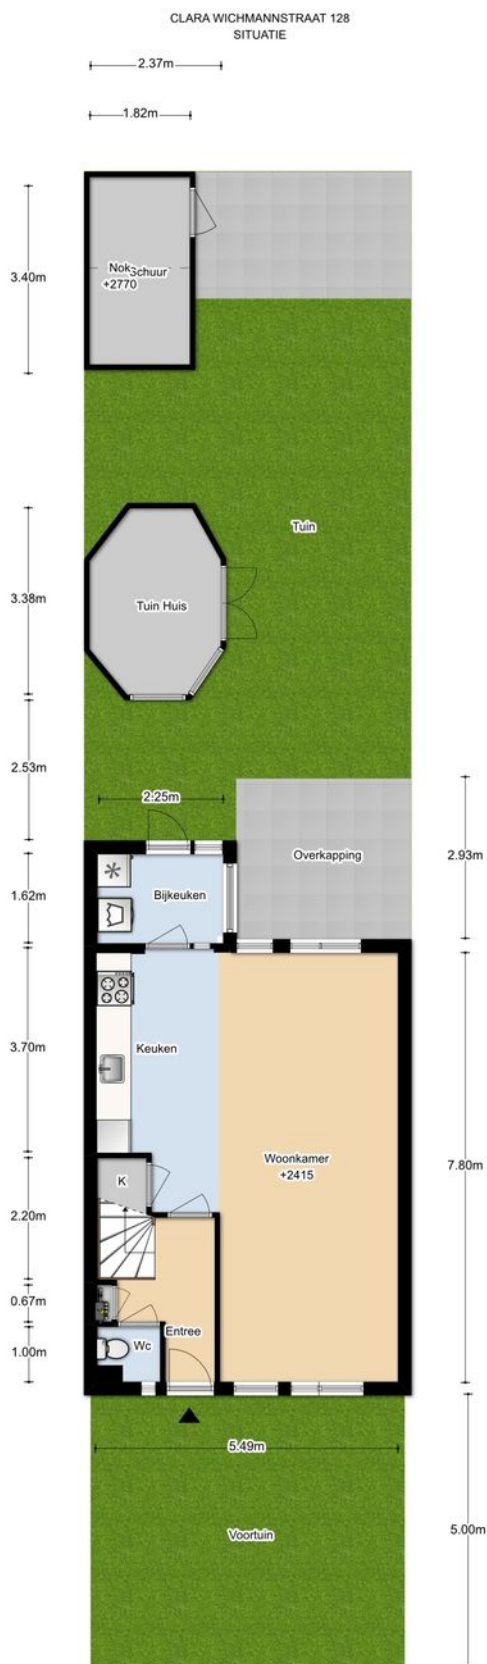 CLARA WICHMANNSTRAAT 128
SITUATIE
2.37m
1.82m
3.40m
Nok
Schuur
+2770
Tuin
3.38m
Tuin Huis
2.53m
2.25m
Overkapping
2.93m
1.62m
Bijkeuken
3.70m
Keuken
Woonkamer
+2415
7.80m
K
2.20m
0.67m
Entree
1.00m
Wc
5.49m
Voortuin
5.00m